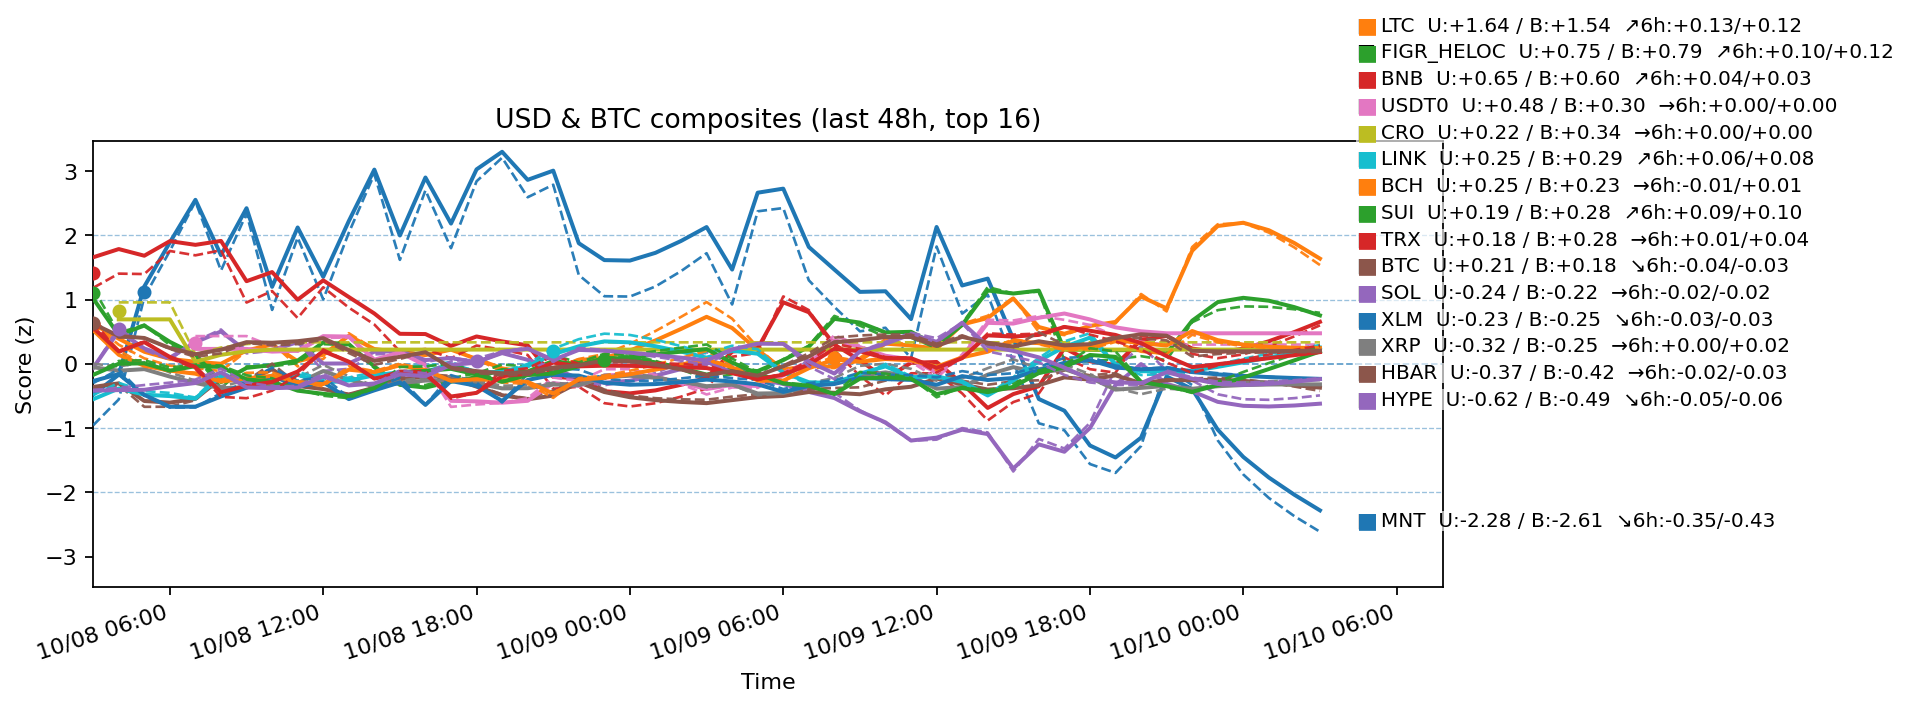 LTC U:+1.64 / B:+1.54 ↗6h:+0.13/+0.12
FIGR_HELOC U:+0.75 / B:+0.79 ↗6h:+0.10/+0.12
BNB U:+0.65 / B:+0.60 ↗6h:+0.04/+0.03
USDT0 U:+0.48 / B:+0.30 →6h:+0.00/+0.00
CRO U:+0.22 / B:+0.34 →6h:+0.00/+0.00
LINK U:+0.25 / B:+0.29 ↗6h:+0.06/+0.08
BCH U:+0.25 / B:+0.23 →6h:-0.01/+0.01
SUI U:+0.19 / B:+0.28 ↗6h:+0.09/+0.10
TRX U:+0.18 / B:+0.28 →6h:+0.01/+0.04
BTC U:+0.21 / B:+0.18 ↘6h:-0.04/-0.03
SOL U:-0.24 / B:-0.22 →6h:-0.02/-0.02
XLM U:-0.23 / B:-0.25 ↘6h:-0.03/-0.03
XRP U:-0.32 / B:-0.25 →6h:+0.00/+0.02
HBAR U:-0.37 / B:-0.42 →6h:-0.02/-0.03
HYPE U:-0.62 / B:-0.49 ↘6h:-0.05/-0.06
MNT U:-2.28 / B:-2.61 ↘6h:-0.35/-0.43
USD & BTC composites (last 48h, top 16)
Score (z)
3
2
1
0
−1
−2
−3
10/08 06:00
10/08 12:00
10/08 18:00
10/09 00:00
10/09 06:00
10/09 12:00
10/09 18:00
10/10 00:00
10/10 06:00
Time